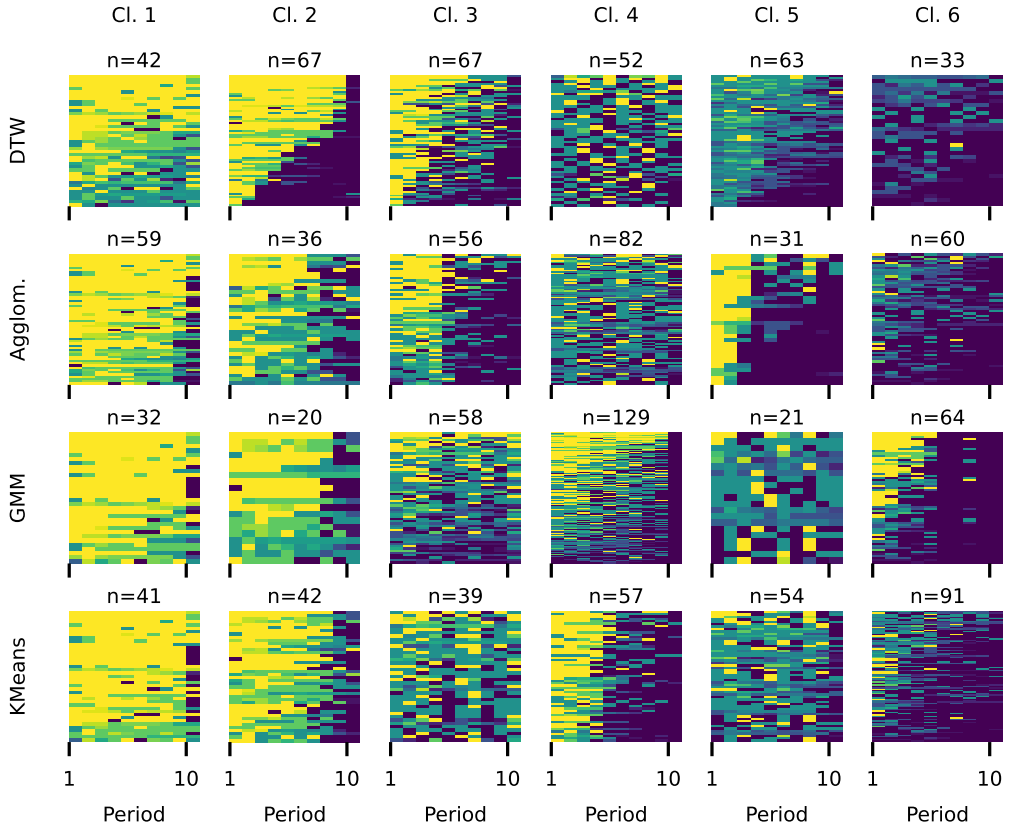 Cl. 1 Cl. 2 Cl. 3 Cl. 4 Cl. 5 Cl. 6
n=42 n=67 n=67 n=52 n=63 n=33
DTW
n=59 n=36 n=56 n=82 n=31 n=60
Agglom.
n=32 n=20 n=58 n=129 n=21 n=64
GMM
n=41 n=42 n=39 n=57 n=54 n=91
KMeans
1 10 1 10 1 10 1 10 1 10 1 10
Period Period Period Period Period Period